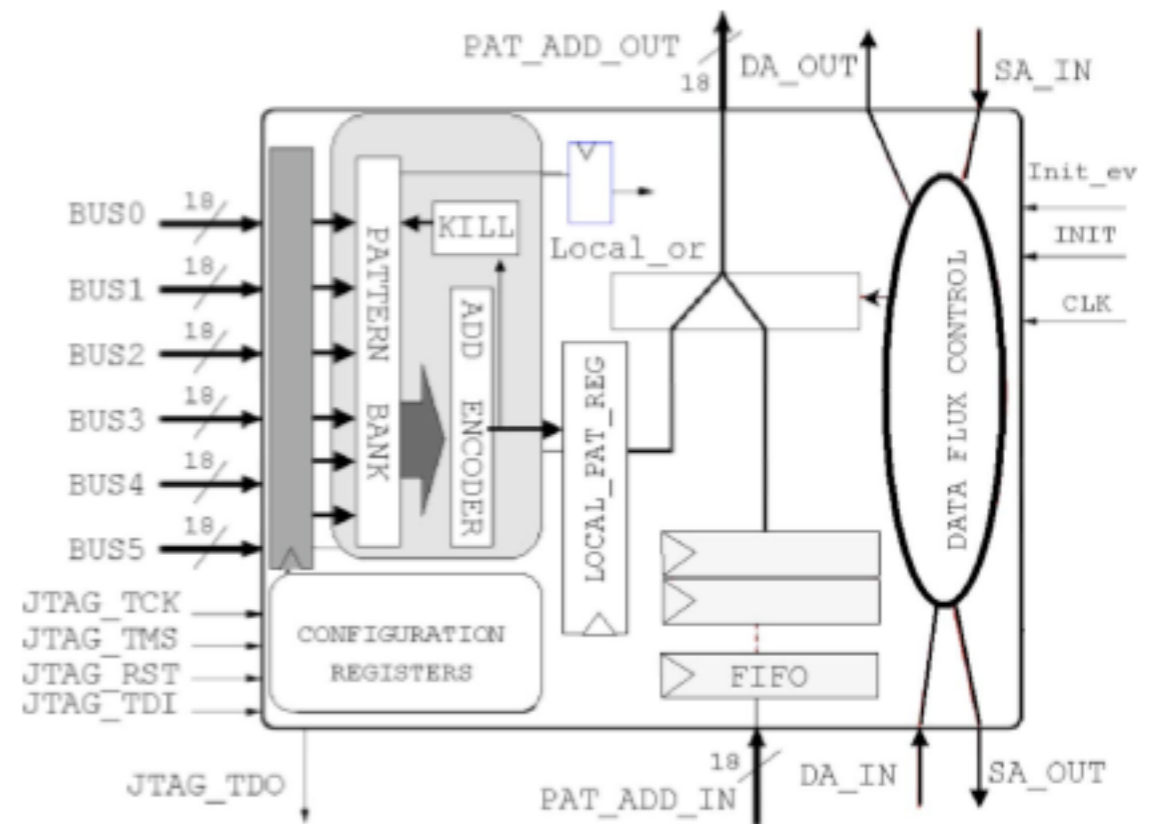 PAT_ADD_OUT
18
DA_OUT
SA_IN
Init_ev
INIT
CLK
BUS0
18
BUS1
18
BUS2
18
BUS3
18
BUS4
18
BUS5
18
PATTERN BANK
KILL
ADD ENCODER
Local_or
LOCAL_PAT_REG
DATA FLUX CONTROL
JTAG_TCK
JTAG_TMS
JTAG_RST
JTAG_TDI
CONFIGURATION
REGISTERS
FIFO
JTAG_TDO
18
PAT_ADD_IN
DA_IN
SA_OUT